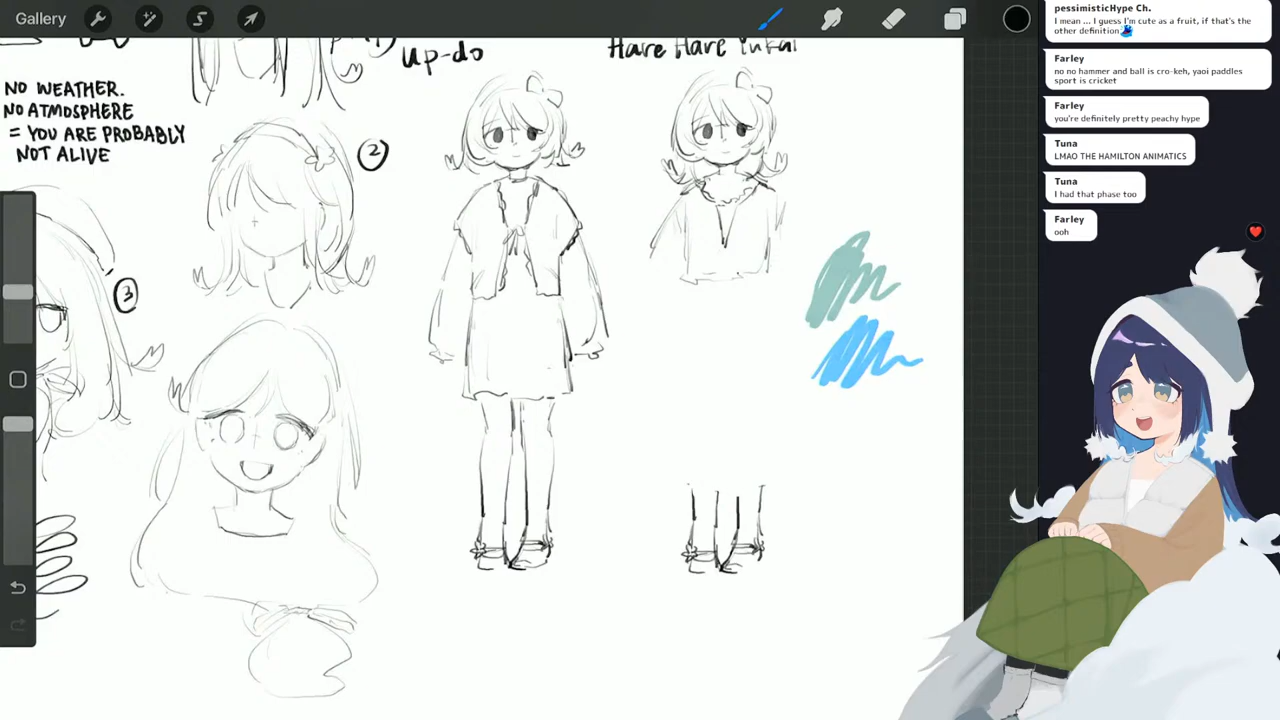 Gallery
Up-do
Hare Hare Yukai
NO WEATHER.
NO ATMOSPHERE
= YOU ARE PROBABLY
NOT ALIVE
1
2
3
pessimisticHype Ch.
I mean ... I guess I'm cute as a fruit, if that's the
other definition
Farley
no no hammer and ball is cro-keh, yaoi paddles
sport is cricket
Farley
you're definitely pretty peachy hype
Tuna
LMAO THE HAMILTON ANIMATICS
Tuna
I had that phase too
Farley
ooh